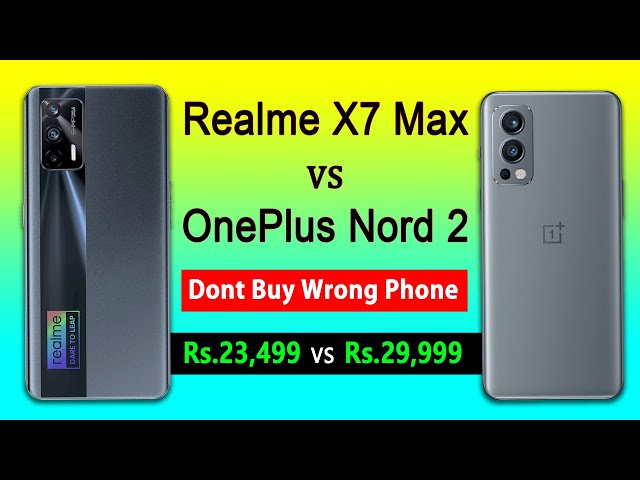 Realme X7 Max
vs
OnePlus Nord 2
Dont Buy Wrong Phone
Rs.23,499 vs Rs.29,999
realme
DARE TO LEAP
1+